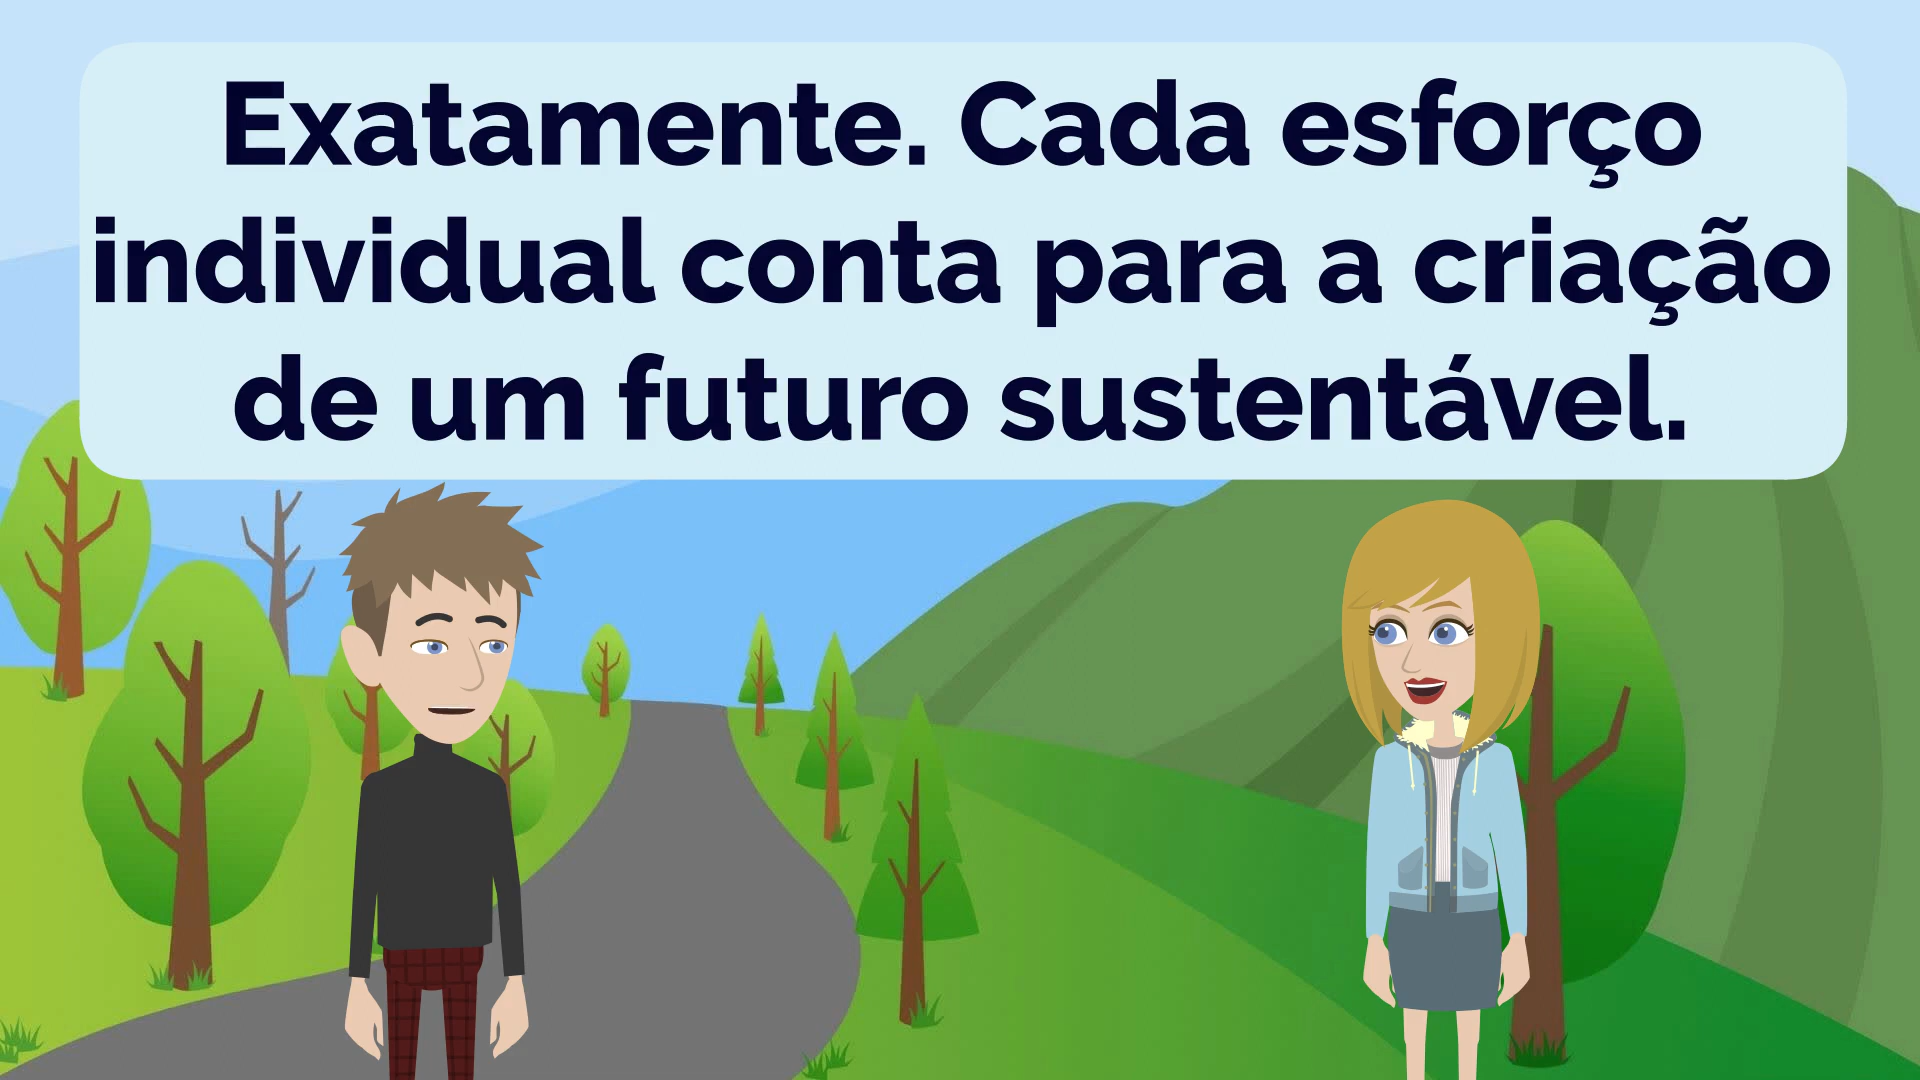 Exatamente. Cada esforço
individual conta para a criação
de um futuro sustentável.